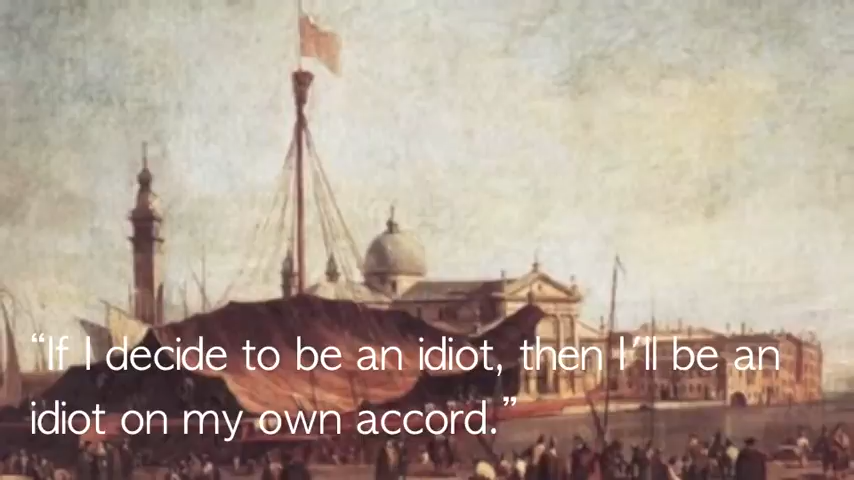 “If I decide to be an idiot, then I´ll be an
idiot on my own accord.”